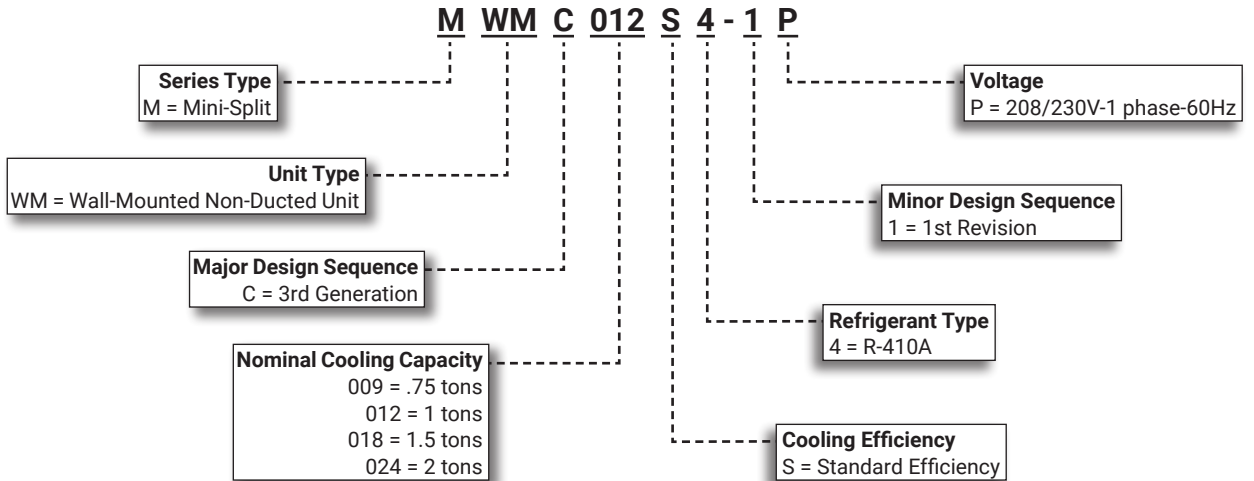 M WM C 012 S 4 - 1 P
Series Type
M = Mini-Split
Unit Type
WM = Wall-Mounted Non-Ducted Unit
Major Design Sequence
C = 3rd Generation
Nominal Cooling Capacity
009 = .75 tons
012 = 1 tons
018 = 1.5 tons
024 = 2 tons
Voltage
P = 208/230V-1 phase-60Hz
Minor Design Sequence
1 = 1st Revision
Refrigerant Type
4 = R-410A
Cooling Efficiency
S = Standard Efficiency